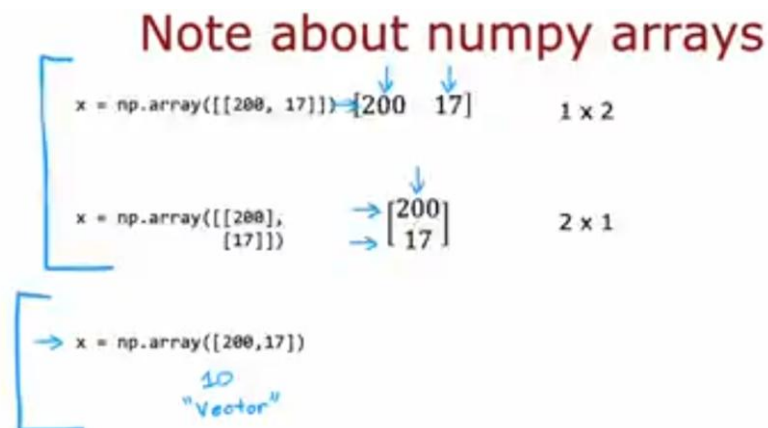 Note about numpy arrays
x = np.array([[200, 17]]) → [200 17] 1 x 2
x = np.array([[200], [17]]) [200 17] 2 x 1
→ x = np.array([200,17])
1D
"Vector"